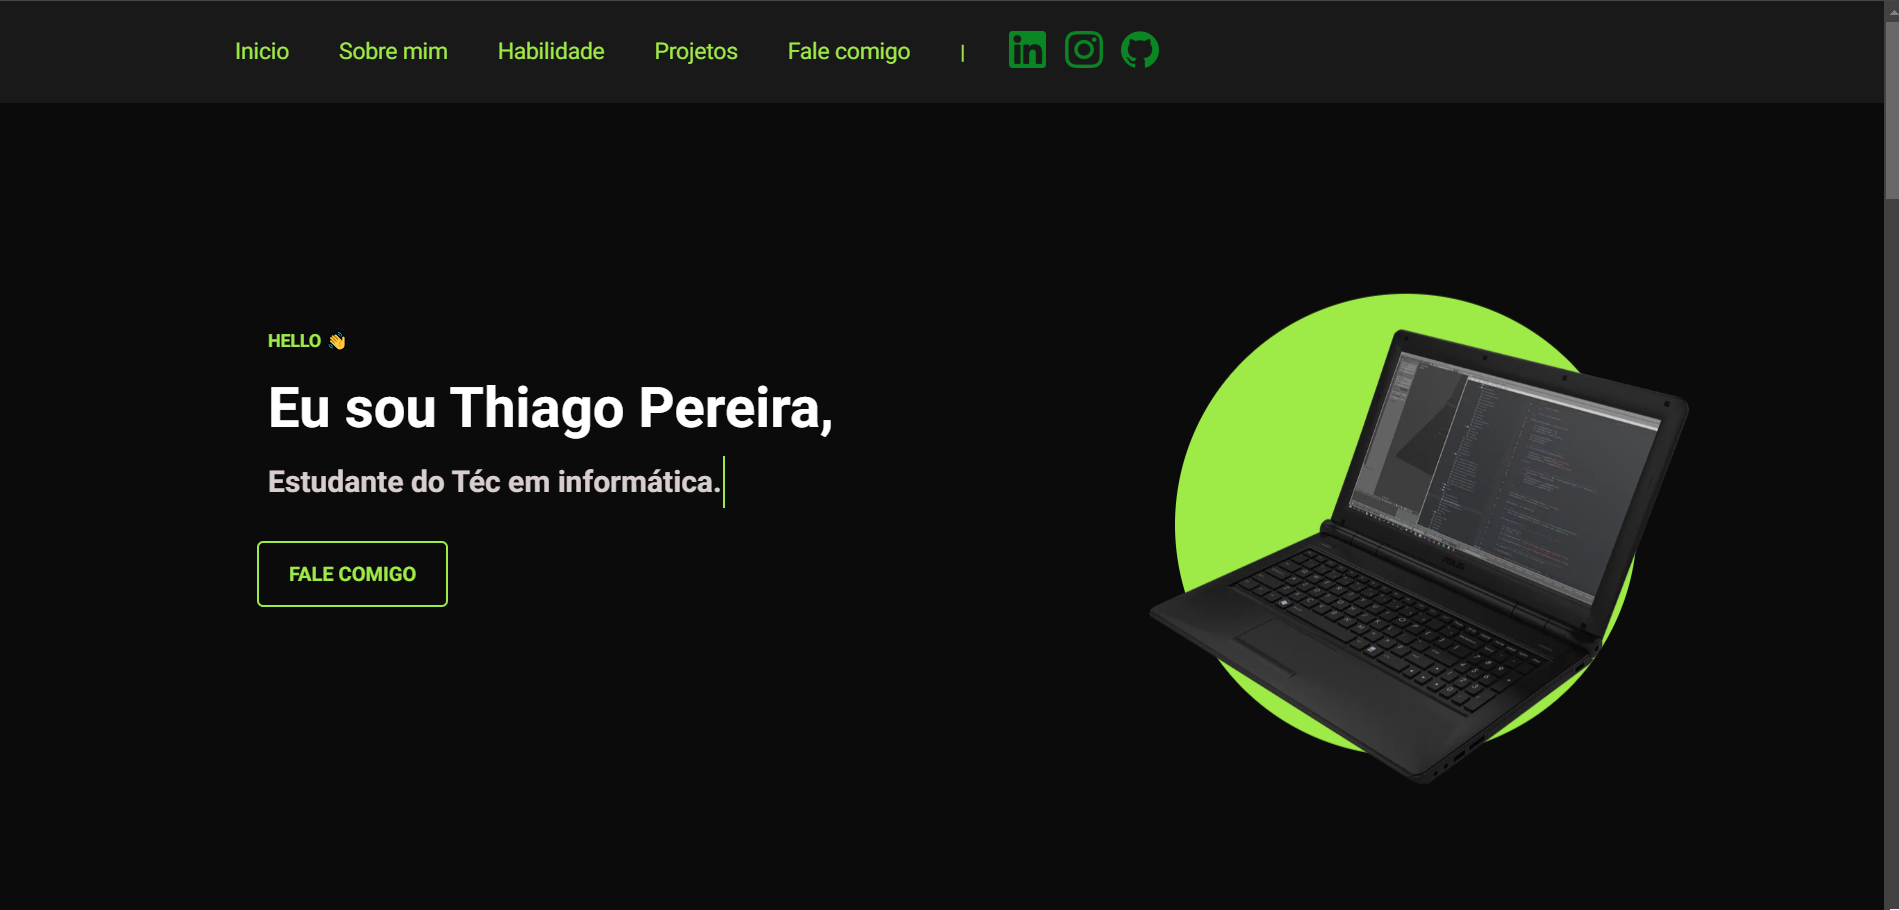 Inicio Sobre mim Habilidade Projetos Fale comigo |
HELLO 👋
Eu sou Thiago Pereira,
Estudante do Téc em informática.
FALE COMIGO